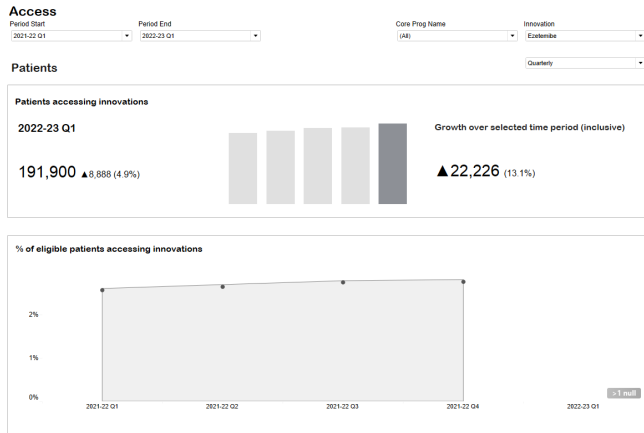 Access
Period Start Period End Core Prog Name Innovation
2021-22 Q1 2022-23 Q1 (All) Ezetemibe
Patients Quarterly
Patients accessing innovations
2022-23 Q1 Growth over selected time period (inclusive)
191,900 ▲8,888 (4.9%) ▲22,226 (13.1%)
% of eligible patients accessing innovations
2%
1%
0%
>1 null
2021-22 Q1 2021-22 Q2 2021-22 Q3 2021-22 Q4 2022-23 Q1